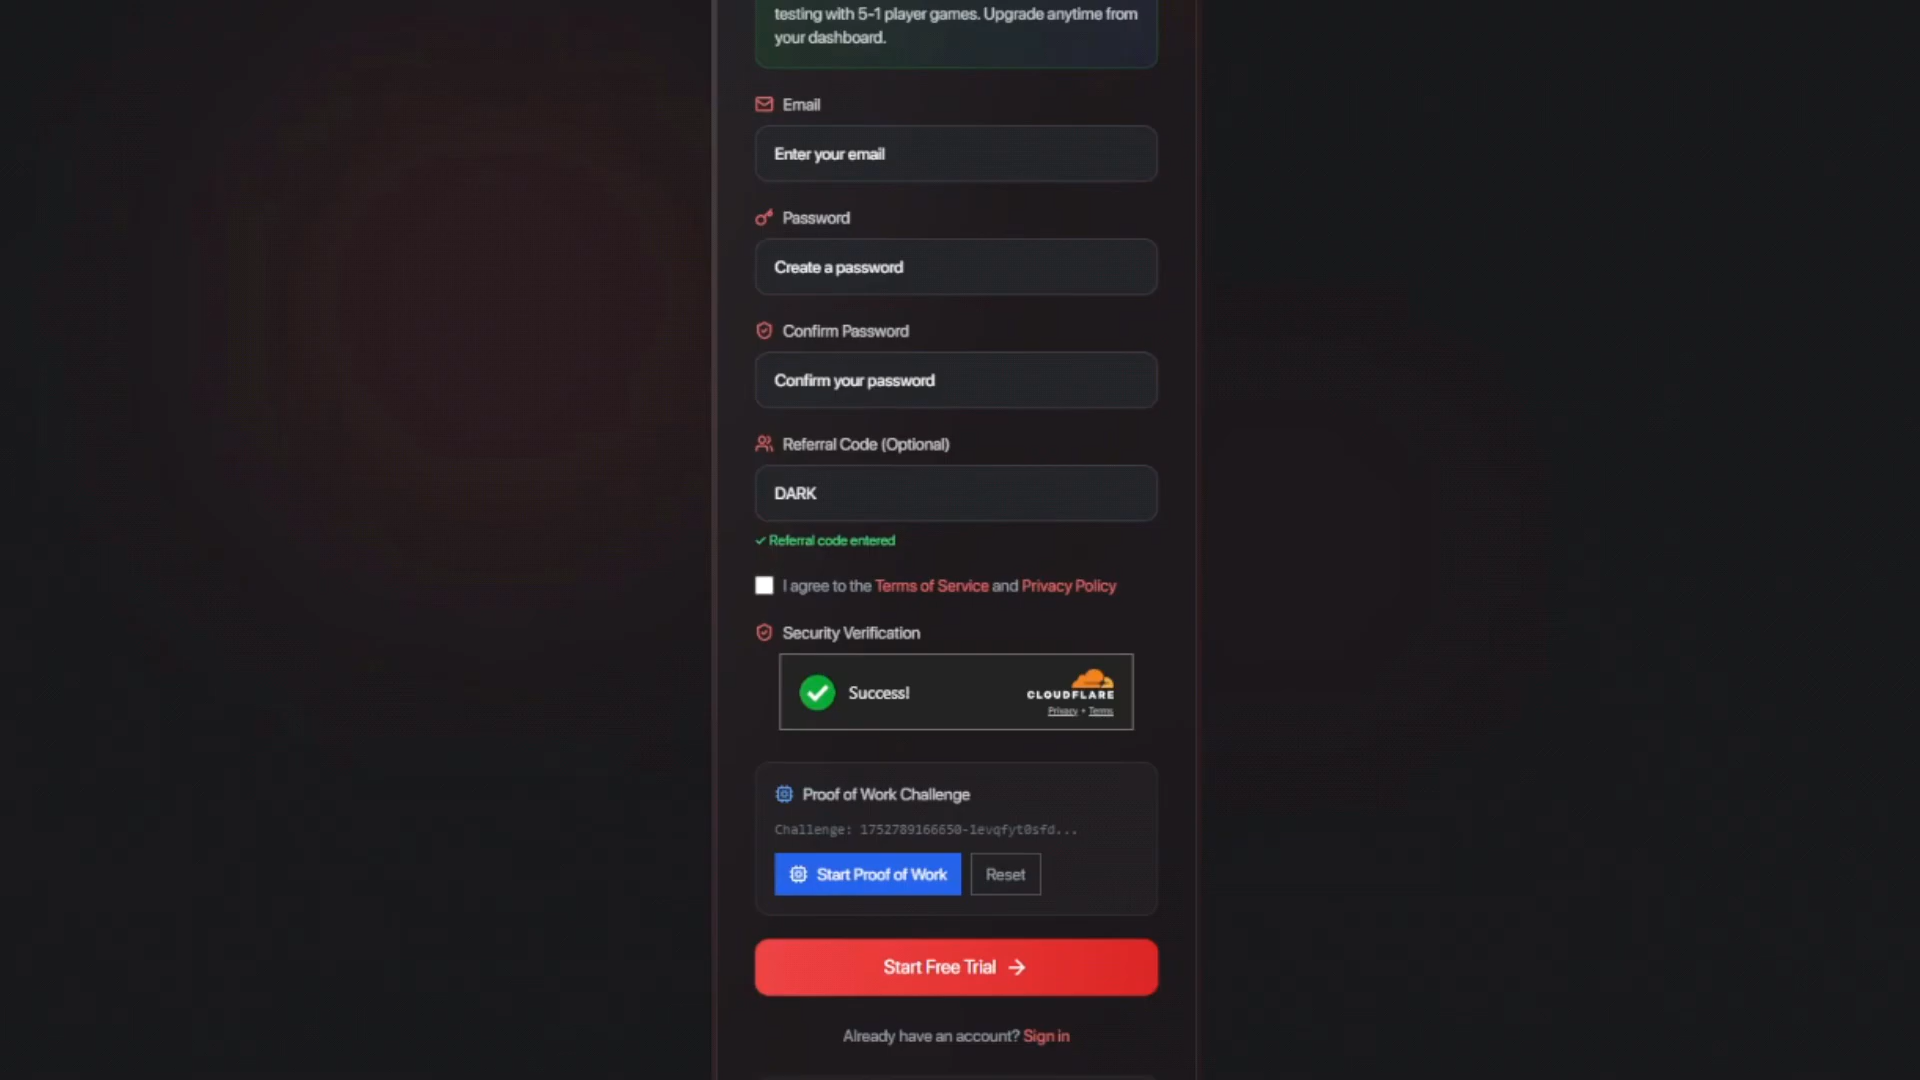 testing with 5-1 player games. Upgrade anytime from
your dashboard.
Email
Enter your email
Password
Create a password
Confirm Password
Confirm your password
Referral Code (Optional)
DARK
✓ Referral code entered
I agree to the Terms of Service and Privacy Policy
Security Verification
Success!
CLOUDFLARE
Privacy • Terms
Proof of Work Challenge
Challenge: 1752789166650-1evqfyt0sfd...
Start Proof of Work
Reset
Start Free Trial →
Already have an account? Sign in